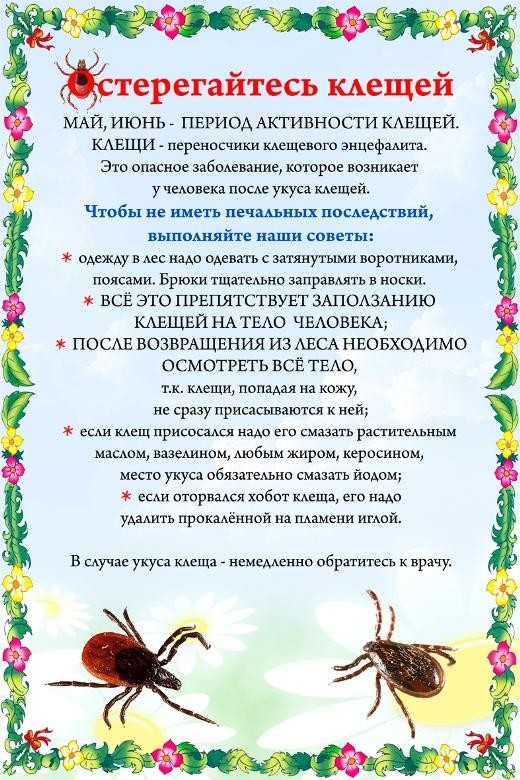 Остерегайтесь клещей
МАЙ, ИЮНЬ - ПЕРИОД АКТИВНОСТИ КЛЕЩЕЙ.
КЛЕЩИ - переносчики клещевого энцефалита.
Это опасное заболевание, которое возникает
у человека после укуса клещей.
Чтобы не иметь печальных последствий,
выполняйте наши советы:
* одежду в лес надо одевать с затянутыми воротниками,
поясами. Брюки тщательно заправлять в носки.
* ВСЁ ЭТО ПРЕПЯТСТВУЕТ ЗАПОЛЗАНИЮ
КЛЕЩЕЙ НА ТЕЛО ЧЕЛОВЕКА;
* ПОСЛЕ ВОЗВРАЩЕНИЯ ИЗ ЛЕСА НЕОБХОДИМО
ОСМОТРЕТЬ ВСЁ ТЕЛО,
т.к. клещи, попадая на кожу,
не сразу присасываются к ней;
* если клещ присосался надо его смазать растительным
маслом, вазелином, любым жиром, керосином,
место укуса обязательно смазать йодом;
* если оторвался хобот клеща, его надо
удалить прокалённой на пламени иглой.
В случае укуса клеща - немедленно обратитесь к врачу.